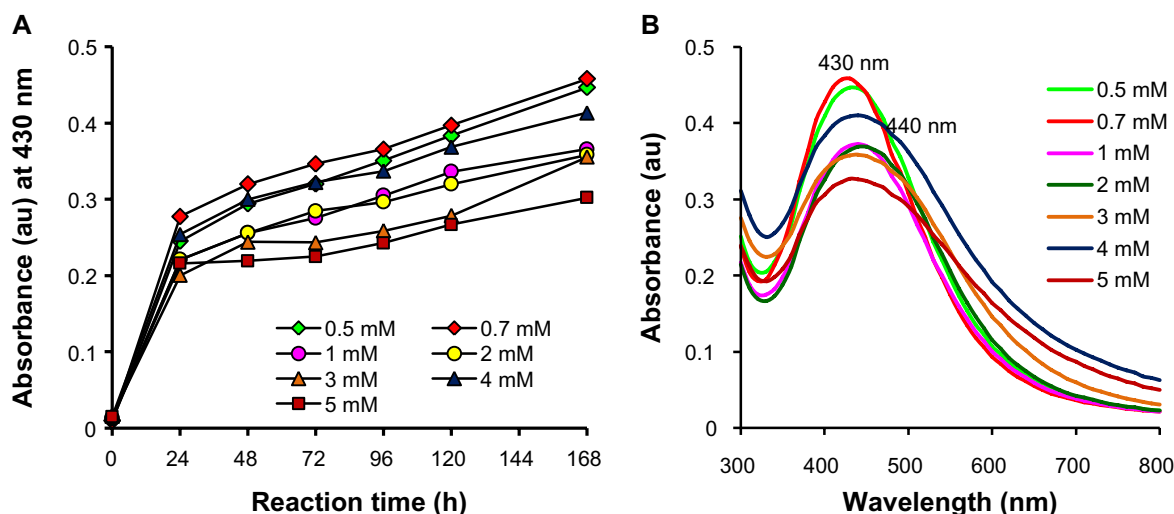 A
Absorbance (au) at 430 nm
0.5
0.4
0.3
0.2
0.1
0
0 24 48 72 96 120 144 168
Reaction time (h)
0.5 mM 0.7 mM
1 mM 2 mM
3 mM 4 mM
5 mM
B
Absorbance (au)
0.5
0.4
0.3
0.2
0.1
0
300 400 500 600 700 800
Wavelength (nm)
430 nm
440 nm
0.5 mM
0.7 mM
1 mM
2 mM
3 mM
4 mM
5 mM